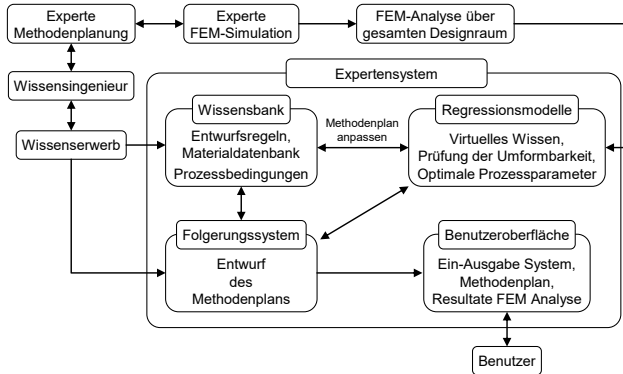 Experte
Methodenplanung
Experte
FEM-Simulation
FEM-Analyse über
gesamten Designraum
Wissensingenieur
Wissenserwerb
Expertensystem
Wissensbank
Entwurfsregeln,
Materialdatenbank
Prozessbedingungen
Methodenplan
anpassen
Regressionsmodelle
Virtuelles Wissen,
Prüfung der Umformbarkeit,
Optimale Prozessparameter
Folgerungssystem
Entwurf
des
Methodenplans
Benutzeroberfläche
Ein-Ausgabe System,
Methodenplan,
Resultate FEM Analyse
Benutzer